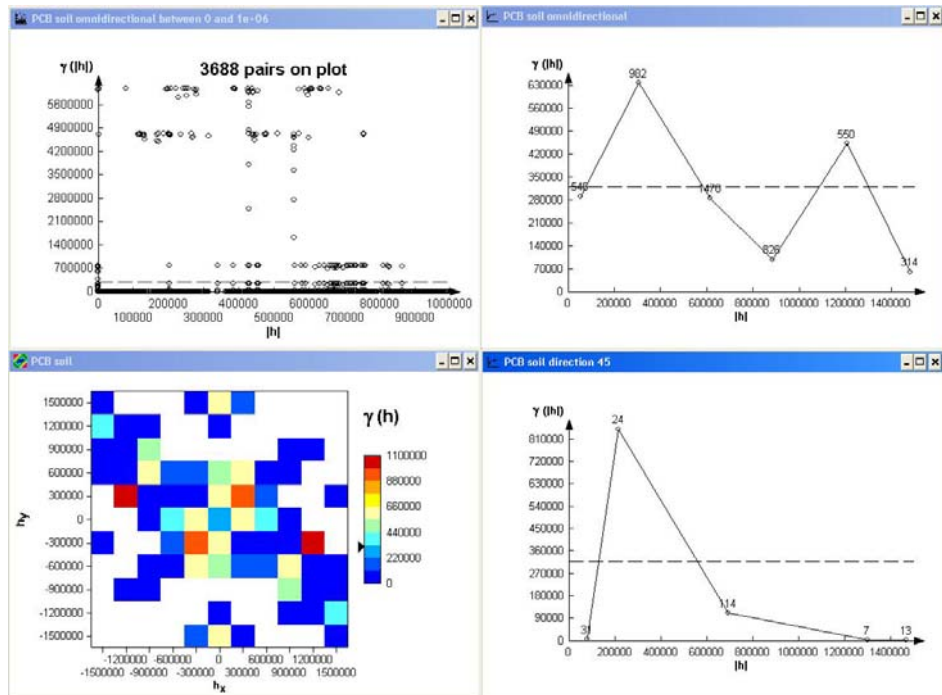 PCB soil omnidirectional between 0 and 1e-06
γ (|h|)
3688 pairs on plot
5600000
4900000
4200000
3500000
2800000
2100000
1400000
700000
0
0 200000 400000 600000 800000 1000000
100000 300000 500000 700000 900000
|h|
PCB soil omnidirectional
γ (|h|)
630000
560000
490000
420000
350000
280000
210000
140000
70000
0
982
1476
826
550
314
0 200000 400000 600000 800000 1000000 1200000 1400000
|h|
PCB soil
1500000
1200000
900000
600000
300000
0
-300000
-600000
-900000
-1200000
-1500000
hy
-1200000 -600000 0 600000 1200000
-1500000 -900000 -300000 300000 900000 1500000
hx
γ (h)
1100000
880000
660000
440000
220000
0
PCB soil direction 45
γ (|h|)
810000
720000
630000
540000
450000
360000
270000
180000
90000
0
24
114
7
13
0 200000 400000 600000 800000 1000000 1200000 1400000
|h|